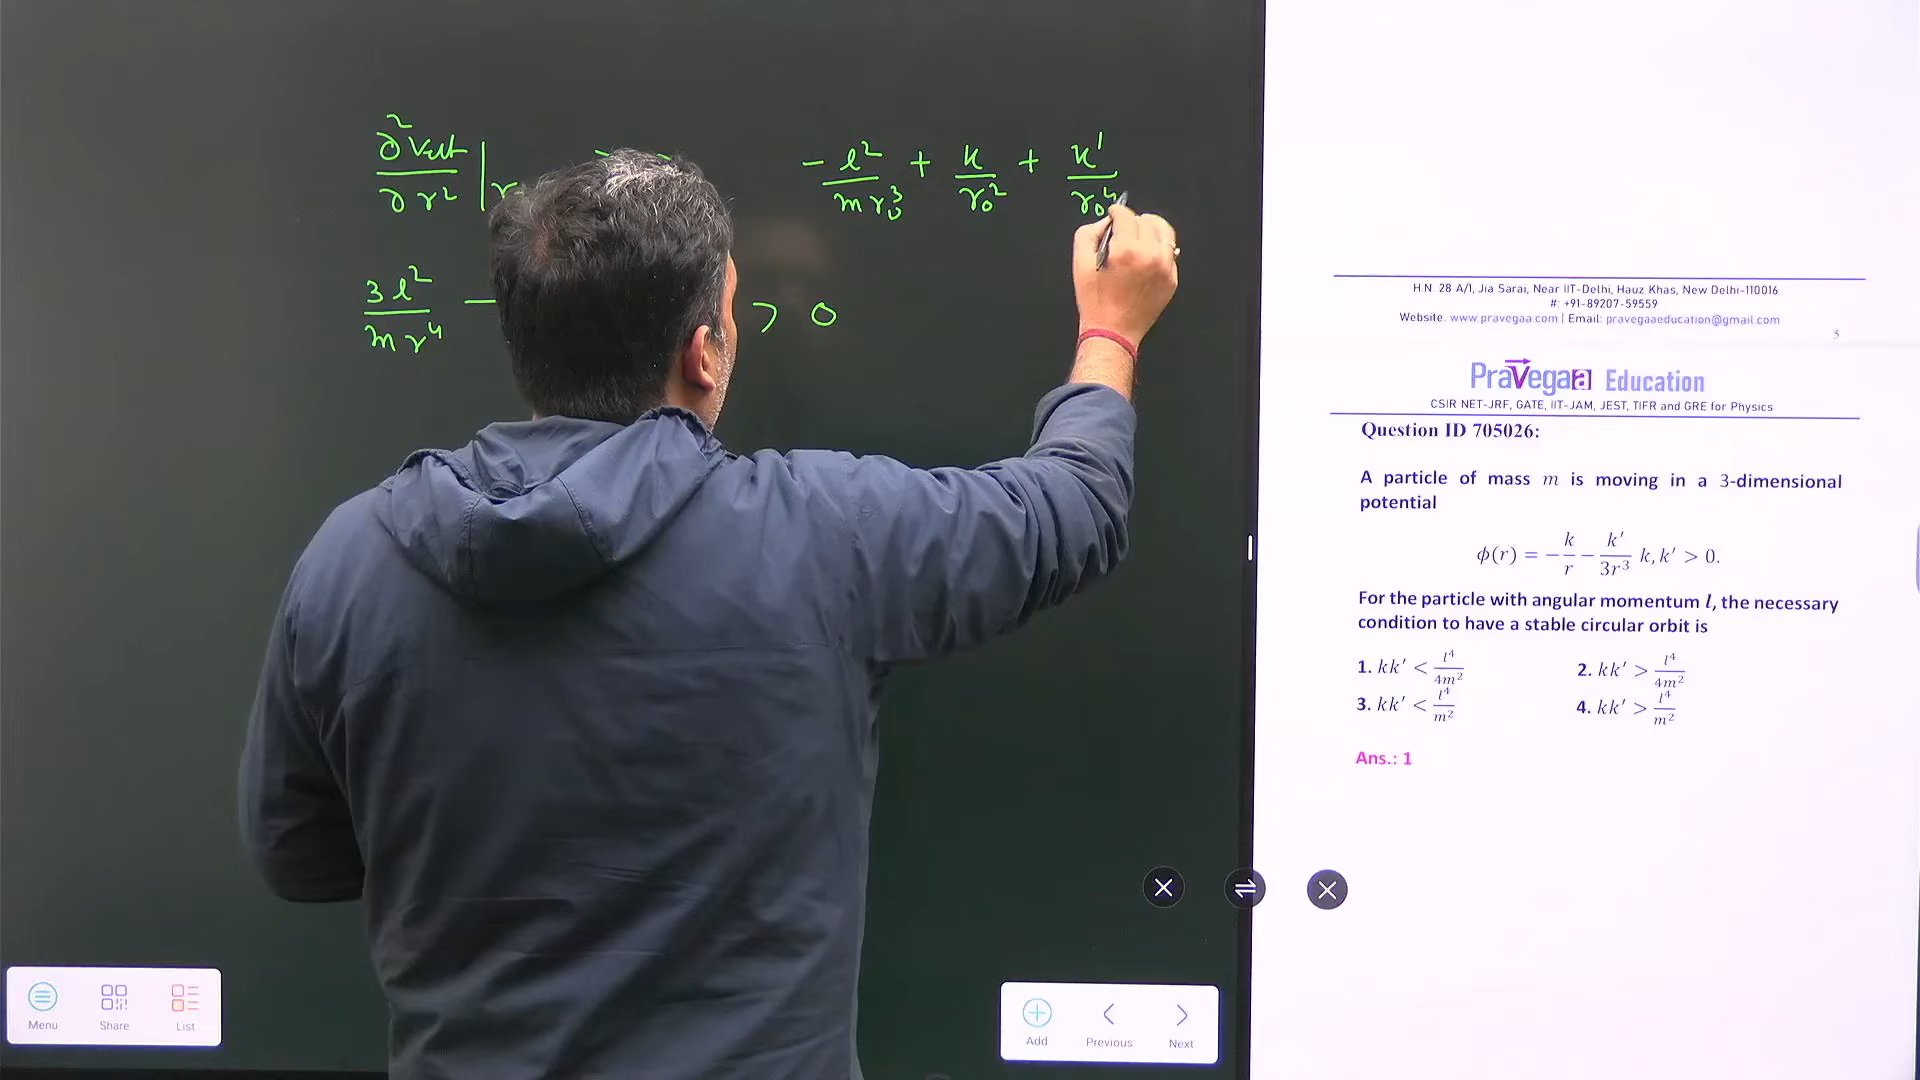 ∂²Veff/∂r² |r
- l²/mr₀³ + k/r₀² + k'/r₀⁴
3l²/mr⁴ -
> 0
H.N. 28 A/1, Jia Sarai, Near IIT-Delhi, Hauz Khas, New Delhi-110016
#: +91-89207-59559
Website: www.pravegaa.com | Email: pravegaaeducation@gmail.com
5
Pravegaa Education
CSIR NET-JRF, GATE, IIT-JAM, JEST, TIFR and GRE for Physics
Question ID 705026:
A particle of mass m is moving in a 3-dimensional
potential
ϕ(r) = −k/r − k'/3r³ k, k' > 0.
For the particle with angular momentum l, the necessary
condition to have a stable circular orbit is
1. kk' < l⁴/4m² 2. kk' > l⁴/4m²
3. kk' < l⁴/m² 4. kk' > l⁴/m²
Ans.: 1
Menu Share List
Add Previous Next